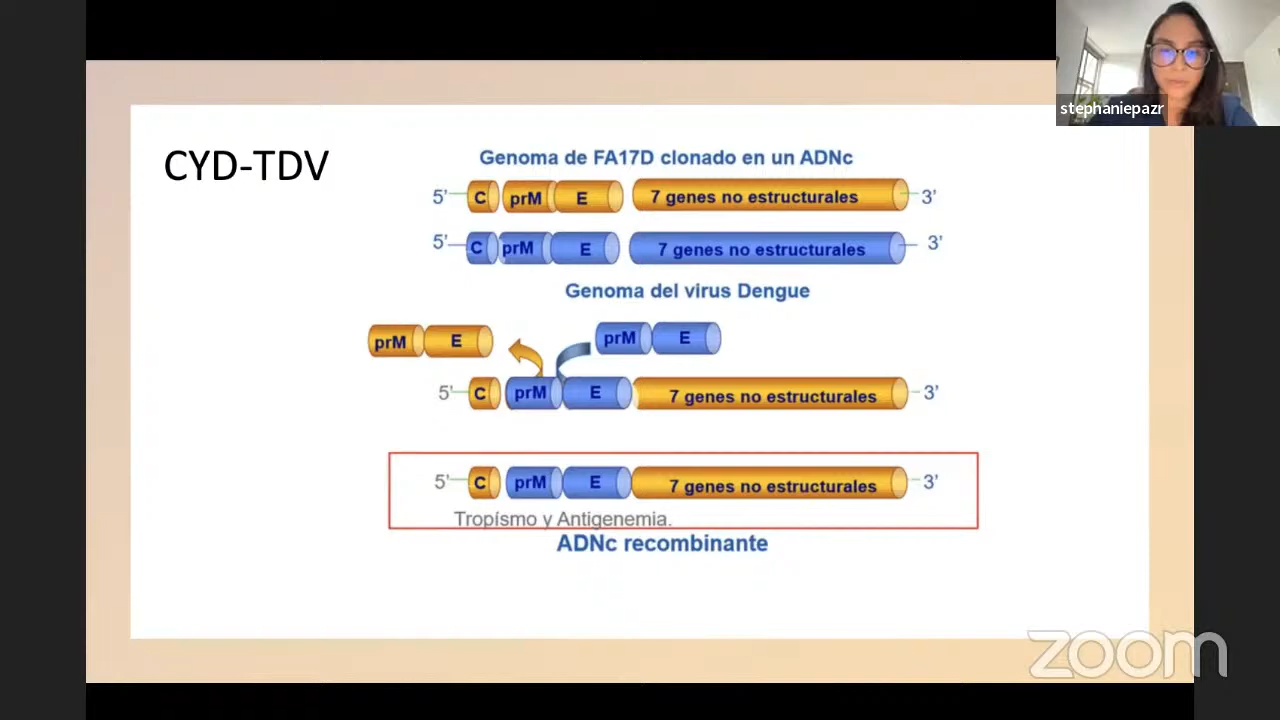 stephaniepazr
CYD-TDV
Genoma de FA17D clonado en un ADNc
5’ C prM E 7 genes no estructurales 3’
5’ C prM E 7 genes no estructurales 3’
Genoma del virus Dengue
prM E prM E
5’ C prM E 7 genes no estructurales 3’
5’ C prM E 7 genes no estructurales 3’
Tropísmo y Antigenemia.
ADNc recombinante
zoom